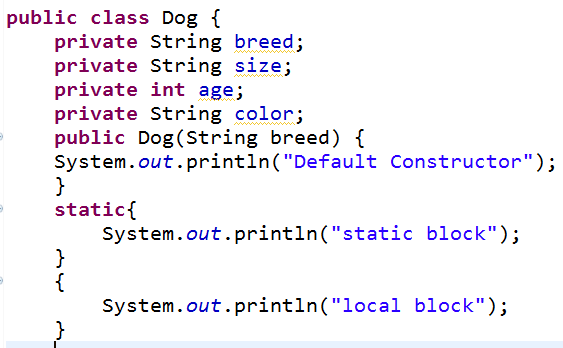 public class Dog {
    private String breed;
    private String size;
    private int age;
    private String color;
    public Dog(String breed) {
    System.out.println("Default Constructor");
    }
    static{
        System.out.println("static block");
    }
    {
        System.out.println("local block");
    }